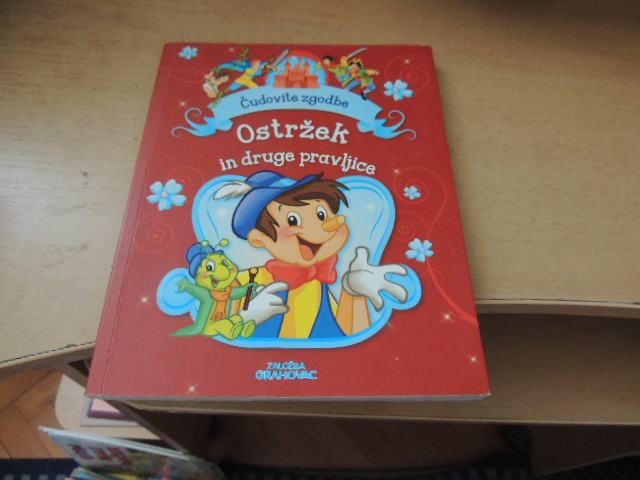 Čudovite zgodbe
Ostržek
in druge pravljice
ZALOŽBA
GRAHOVAC